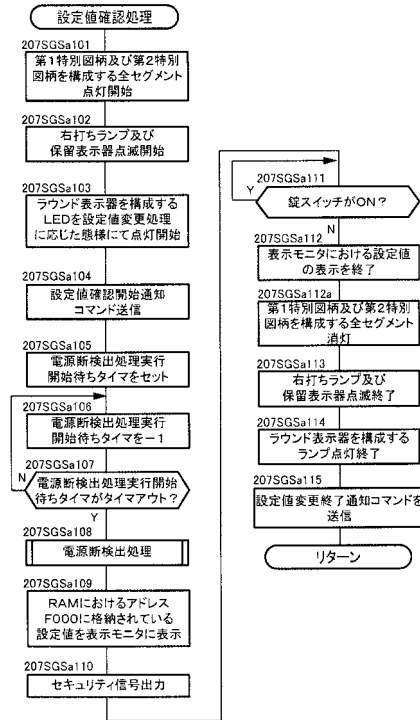 設定値確認処理
207SGSa101
第1特別図柄及び第2特別
図柄を構成する全セグメント
点灯開始
207SGSa102
右打ちランプ及び
保留表示器点滅開始
207SGSa103
ラウンド表示器を構成する
LEDを設定値変更処理
に応じた態様にて点灯開始
207SGSa104
設定値確認開始通知
コマンド送信
207SGSa105
電源断検出処理実行
開始待ちタイマをセット
207SGSa106
電源断検出処理実行
開始待ちタイマを－1
207SGSa107
N
電源断検出処理実行開始
待ちタイマがタイマアウト？
Y
207SGSa108
電源断検出処理
207SGSa109
RAMにおけるアドレス
F000に格納されている
設定値を表示モニタに表示
207SGSa110
セキュリティ信号出力
207SGSa111
Y
錠スイッチがON？
N
207SGSa112
表示モニタにおける設定値
の表示を終了
207SGSa112a
第1特別図柄及び第2特別
図柄を構成する全セグメント
消灯
207SGSa113
右打ちランプ及び
保留表示器点滅終了
207SGSa114
ラウンド表示器を構成する
ランプ点灯終了
207SGSa115
設定値変更終了通知コマンドを
送信
リターン